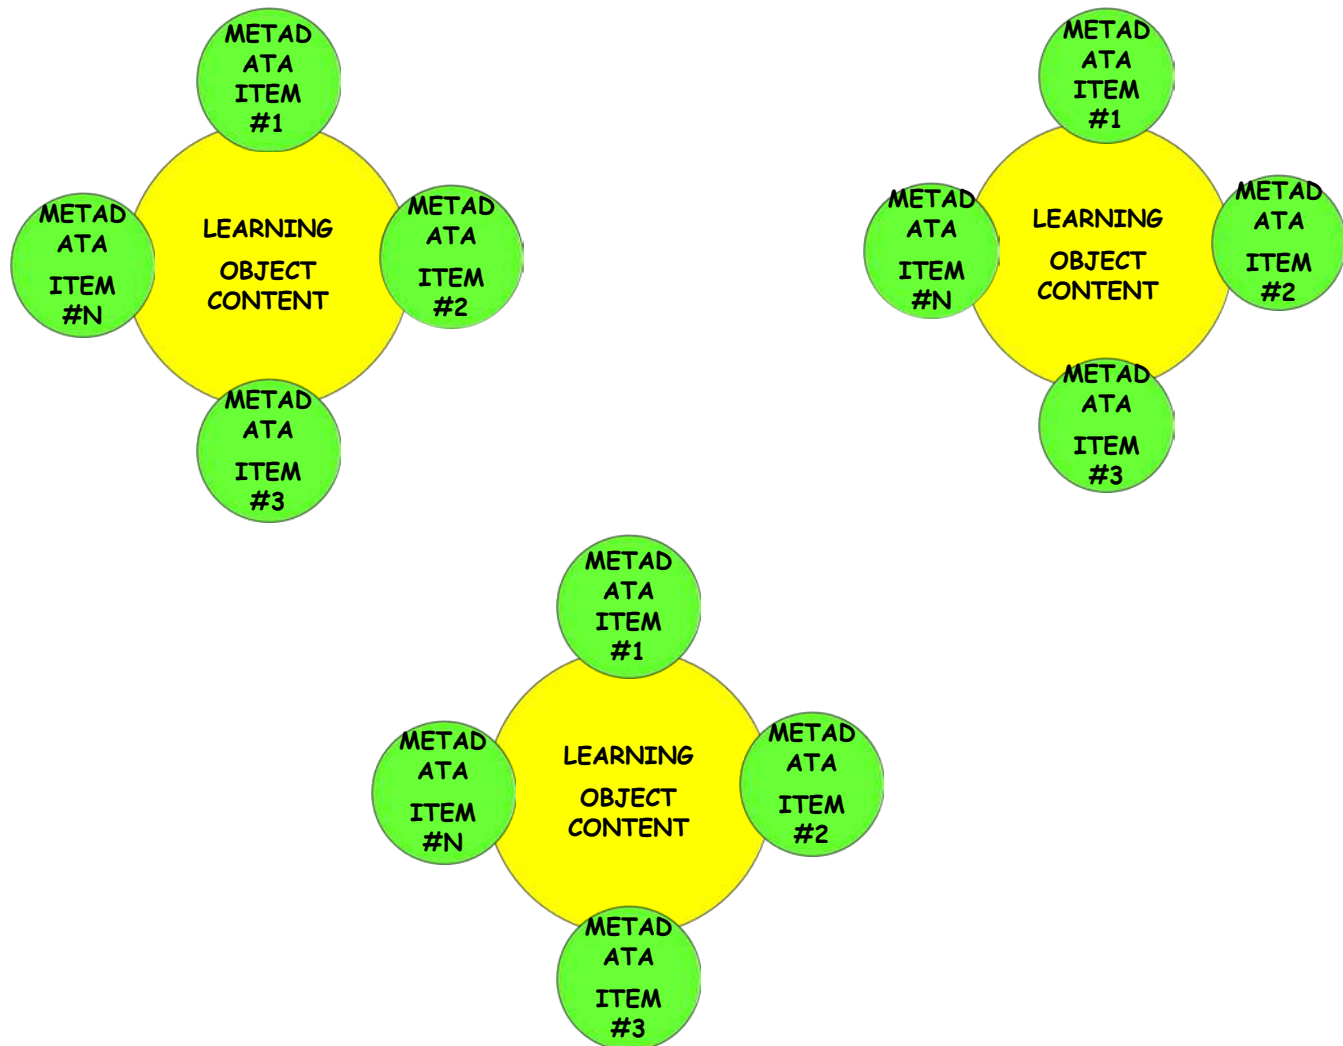 METAD
ATA
ITEM
#1
METAD
ATA
ITEM
#N
LEARNING
OBJECT
CONTENT
METAD
ATA
ITEM
#2
METAD
ATA
ITEM
#3
METAD
ATA
ITEM
#1
METAD
ATA
ITEM
#N
LEARNING
OBJECT
CONTENT
METAD
ATA
ITEM
#2
METAD
ATA
ITEM
#3
METAD
ATA
ITEM
#1
METAD
ATA
ITEM
#N
LEARNING
OBJECT
CONTENT
METAD
ATA
ITEM
#2
METAD
ATA
ITEM
#3